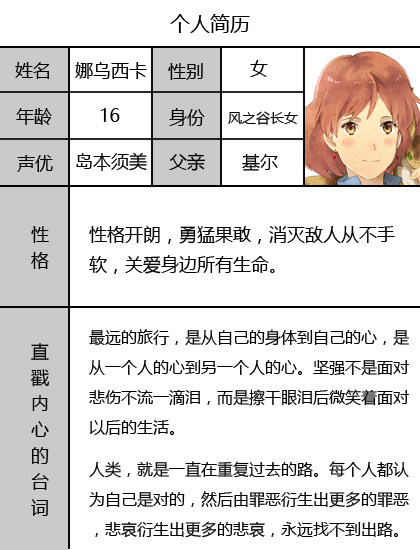 个人简历
姓名 娜乌西卡 性别 女
年龄 16 身份 风之谷长女
声优 岛本须美 父亲 基尔
性格
性格开朗，勇猛果敢，消灭敌人从不手
软，关爱身边所有生命。
直戳内心的台词
最远的旅行，是从自己的身体到自己的心，是
从一个人的心到另一个人的心。坚强不是面对
悲伤不流一滴泪，而是擦干眼泪后微笑着面对
以后的生活。
人类，就是一直在重复过去的路。每个人都认
为自己是对的，然后由罪恶衍生出更多的罪恶
，悲哀衍生出更多的悲哀，永远找不到出路。